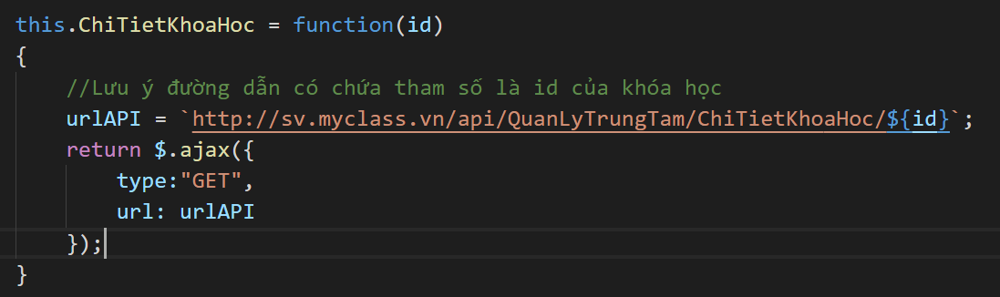 this.ChiTietKhoaHoc = function(id)
{
//Lưu ý đường dẫn có chứa tham số là id của khóa học
urlAPI = `http://sv.myclass.vn/api/QuanLyTrungTam/ChiTietKhoaHoc/${id}`;
return $.ajax({
type:"GET",
url: urlAPI
});
}